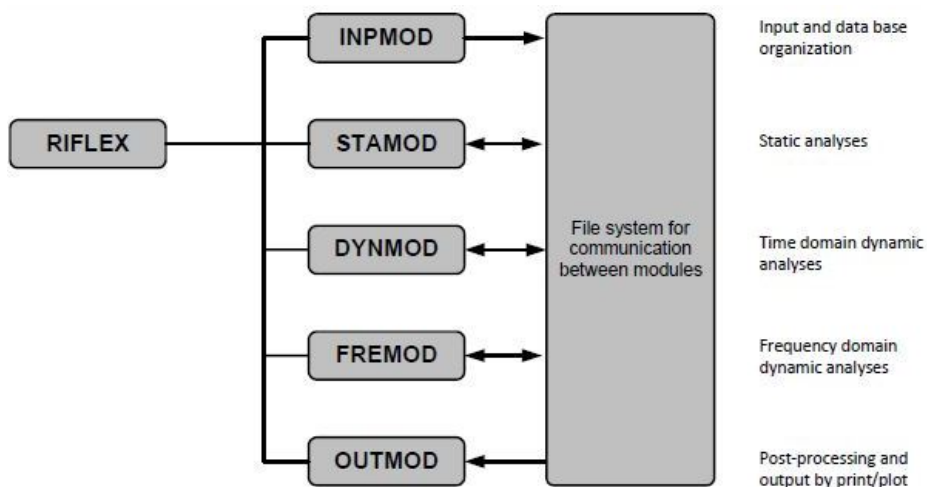 INPMOD
Input and data base
organization
RIFLEX
STAMOD
Static analyses
File system for
communication
between modules
DYNMOD
Time domain dynamic
analyses
FREMOD
Frequency domain
dynamic analyses
OUTMOD
Post-processing and
output by print/plot